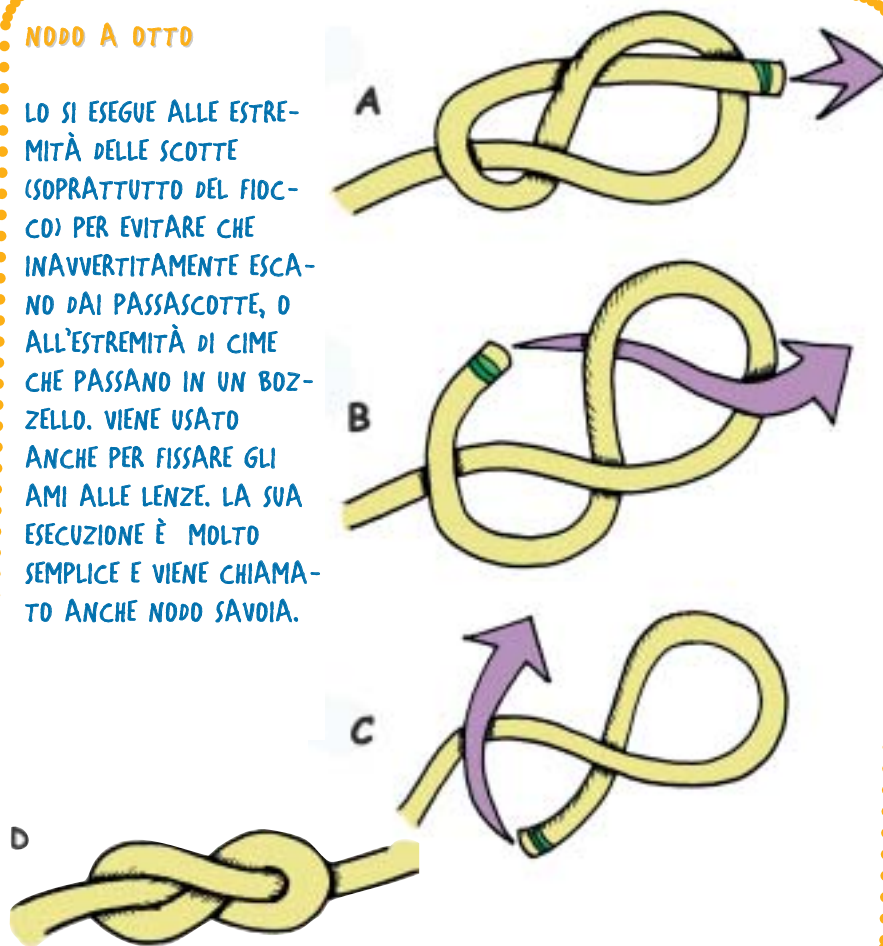 NODO A OTTO
LO SI ESEGUE ALLE ESTRE-
MITÀ DELLE SCOTTE
(SOPRATTUTTO DEL FIOC-
CO) PER EVITARE CHE
INAVVERTITAMENTE ESCA-
NO DAI PASSASCOTTE, O
ALL'ESTREMITÀ DI CIME
CHE PASSANO IN UN BOZ-
ZELLO. VIENE USATO
ANCHE PER FISSARE GLI
AMI ALLE LENZE. LA SUA
ESECUZIONE È MOLTO
SEMPLICE E VIENE CHIAMA-
TO ANCHE NODO SAVOIA.
A
B
C
D